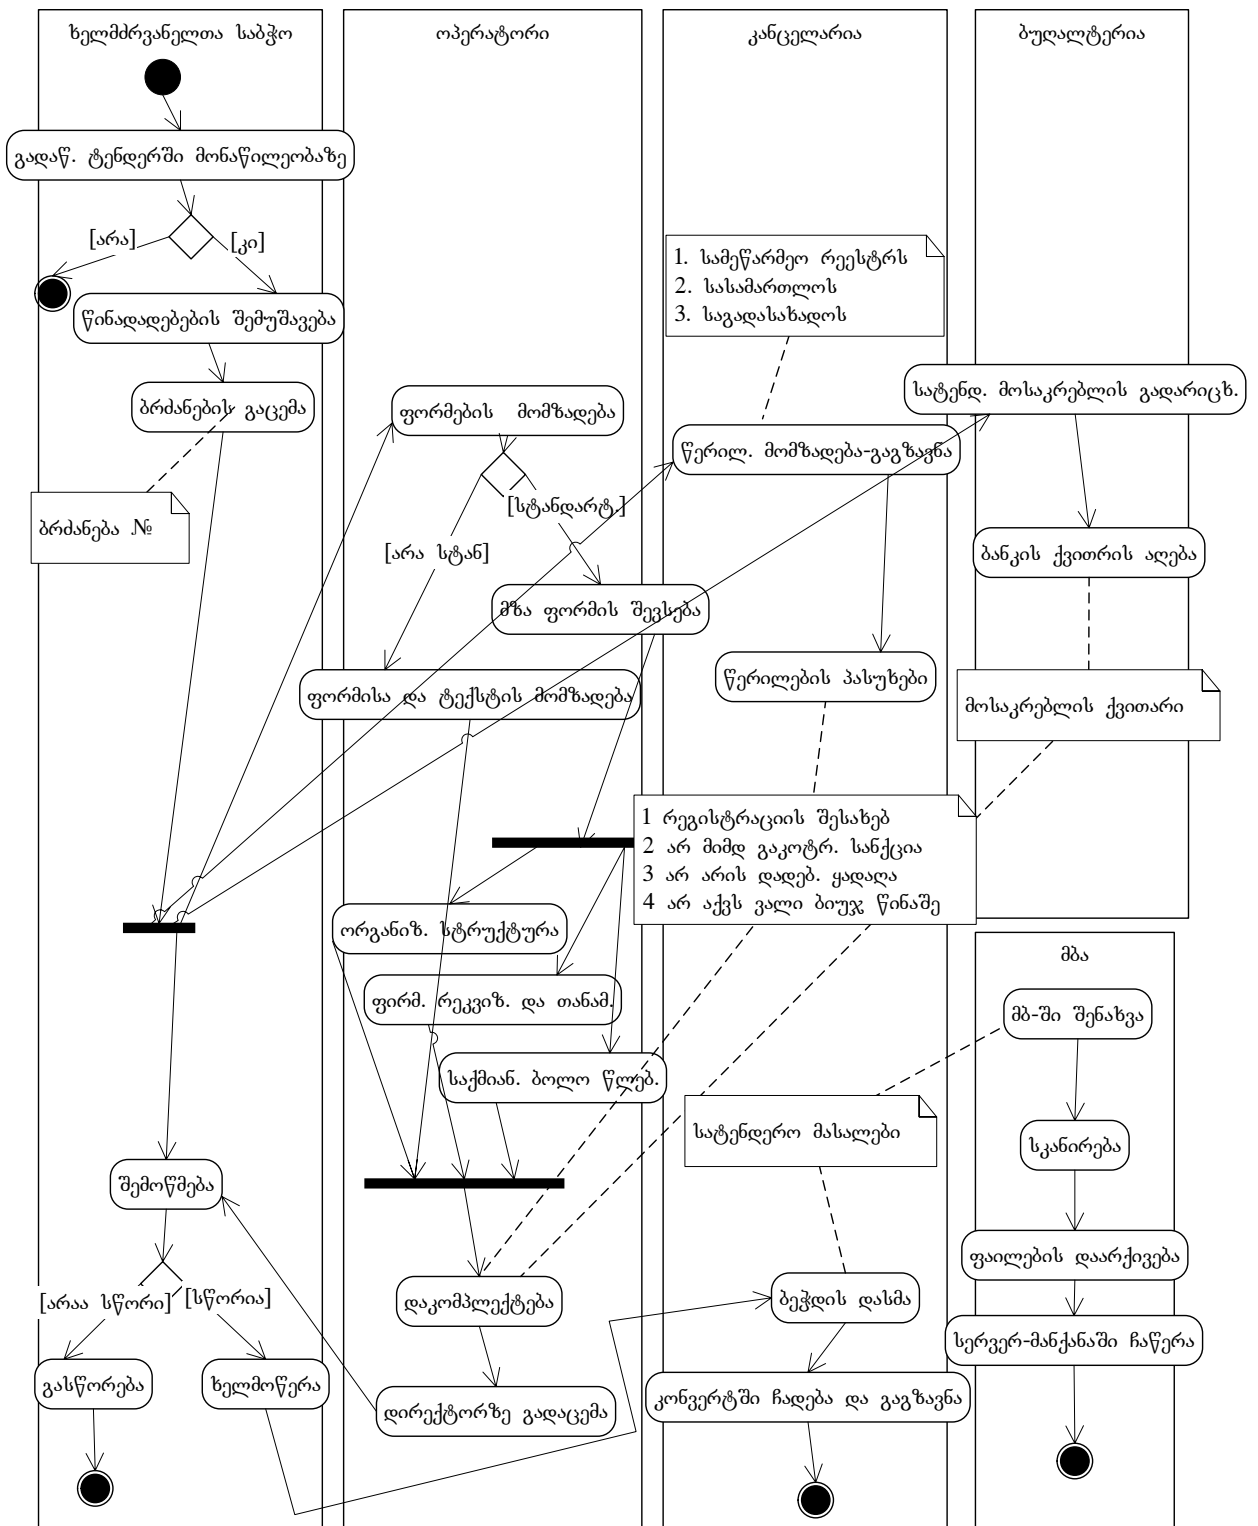 ხელმძრვანელთა საბჭო
ოპერატორი
კანცელარია
ბუღალტერია
გადაწ. ტენდერში მონაწილეობაზე
[არა]
[კი]
1. სამეწარმეო რეესტრს
2. სასამართლოს
3. საგადასახადოს
წინადადებების შემუშავება
ბრძანების გაცემა
ფორმების მომზადება
სატენდ. მოსაკრებლის გადარიცხ.
წერილ. მომზადება-გაგზავნა
[სტანდარტ.]
ბრძანება №
[არა სტან]
ბანკის ქვითრის აღება
მზა ფორმის შევსება
წერილების პასუხები
ფორმისა და ტექსტის მომზადება
მოსაკრებლის ქვითარი
1 რეგისტრაციის შესახებ
2 არ მიმდ გაკოტრ. სანქცია
3 არ არის დადებ. ყადაღა
4 არ აქვს ვალი ბიუჯ წინაშე
ორგანიზ. სტრუქტურა
მბა
ფირმ. რეკვიზ. და თანამ.
მბ-ში შენახვა
საქმიან. ბოლო წლებ.
სატენდერო მასალები
სკანირება
შემოწმება
ფაილების დაარქივება
[არაა სწორი]
[სწორია]
დაკომპლექტება
ბეჭდის დასმა
სერვერ-მანქანაში ჩაწერა
გასწორება
ხელმოწერა
დირექტორზე გადაცემა
კონვერტში ჩადება და გაგზავნა